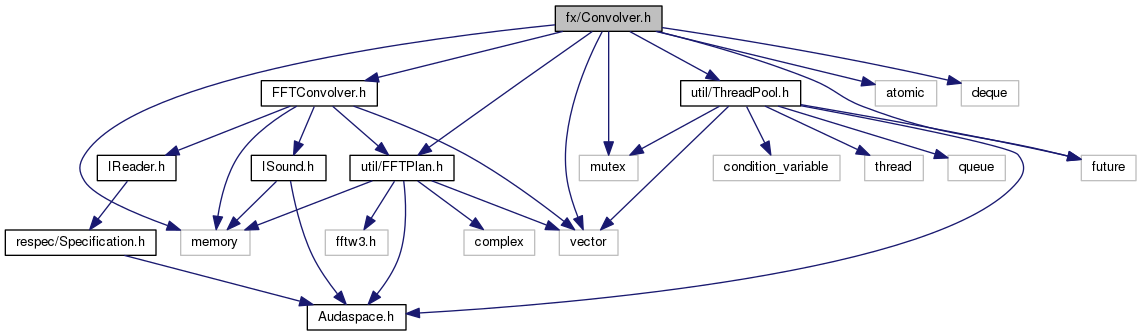 fx/Convolver.h
FFTConvolver.h
util/ThreadPool.h
atomic
deque
IReader.h
ISound.h
util/FFTPlan.h
mutex
condition_variable
thread
queue
future
respec/Specification.h
memory
fftw3.h
complex
vector
Audaspace.h